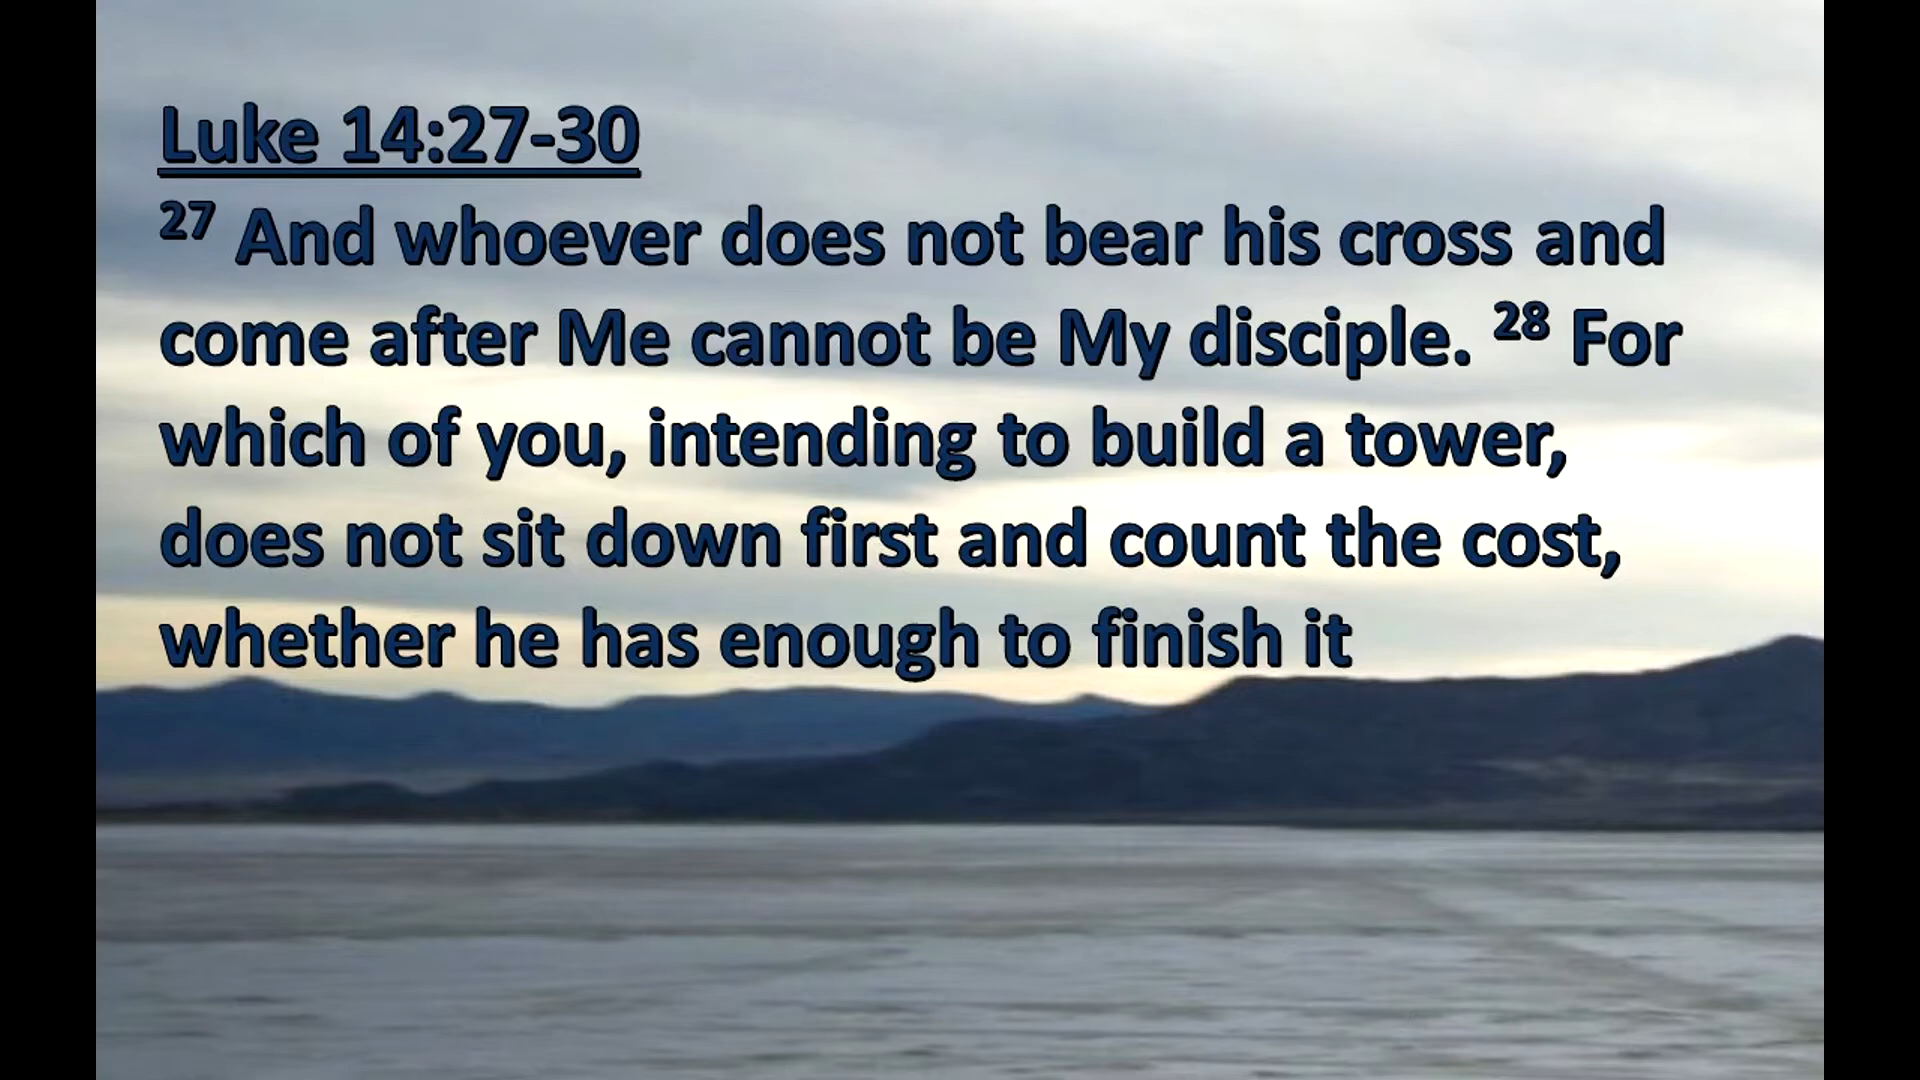 Luke 14:27-30
27 And whoever does not bear his cross and
come after Me cannot be My disciple. 28 For
which of you, intending to build a tower,
does not sit down first and count the cost,
whether he has enough to finish it